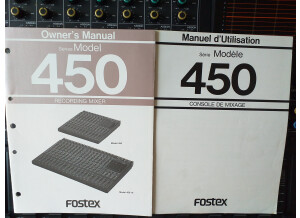 Owner's Manual
Series Model
450
RECORDING MIXER
FOSTEX
Manuel d'Utilisation
Série Modèle
450
CONSOLE DE MIXAGE
FOSTEX